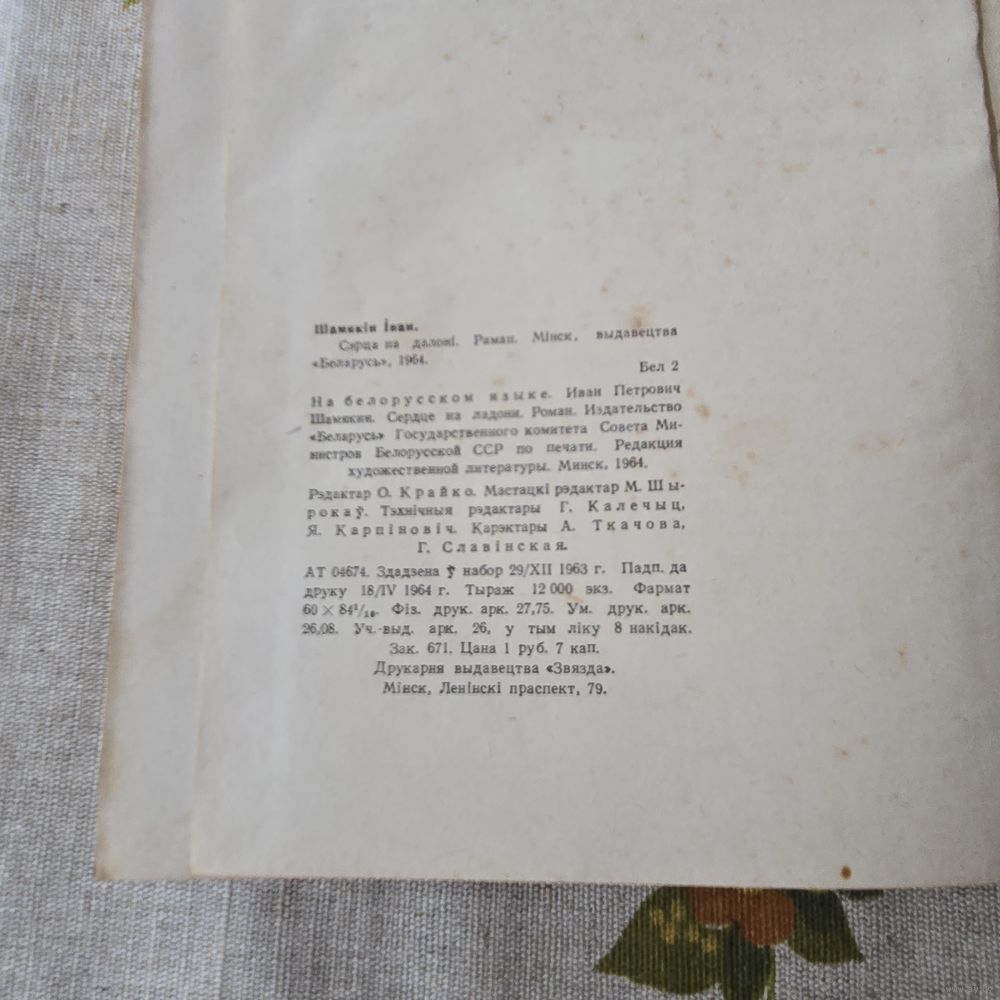 Шамякін Іван.
Сэрца на далоні. Раман. Мінск, выдавецтва
«Беларусь», 1964.
Бел 2
На белорусском языке. Иван Петрович
Шамякин. Сердце на ладони. Роман. Издательство
«Беларусь» Государственного комитета Совета Ми-
нистров Белорусской ССР по печати. Редакция
художественной литературы. Минск, 1964.
Рэдактар О. Крайко. Мастацкі рэдактар М. Шы-
рокаў. Тэхнічныя рэдактары Г. Калечыц,
Я. Карпіновіч. Карэктары А. Ткачова,
Г. Славінская.
АТ 04674. Здадзена ў набор 29/XII 1963 г. Падп. да
друку 18/IV 1964 г. Тыраж 12 000 экз. Фармат
60 × 84¹/₁₆. Фіз. друк. арк. 27,75. Ум. друк. арк.
26,08. Уч.-выд. арк. 26, у тым ліку 8 накідак.
Зак. 671. Цана 1 руб. 7 кап.
Друкарня выдавецтва «Звязда».
Мінск, Ленінскі праспект, 79.